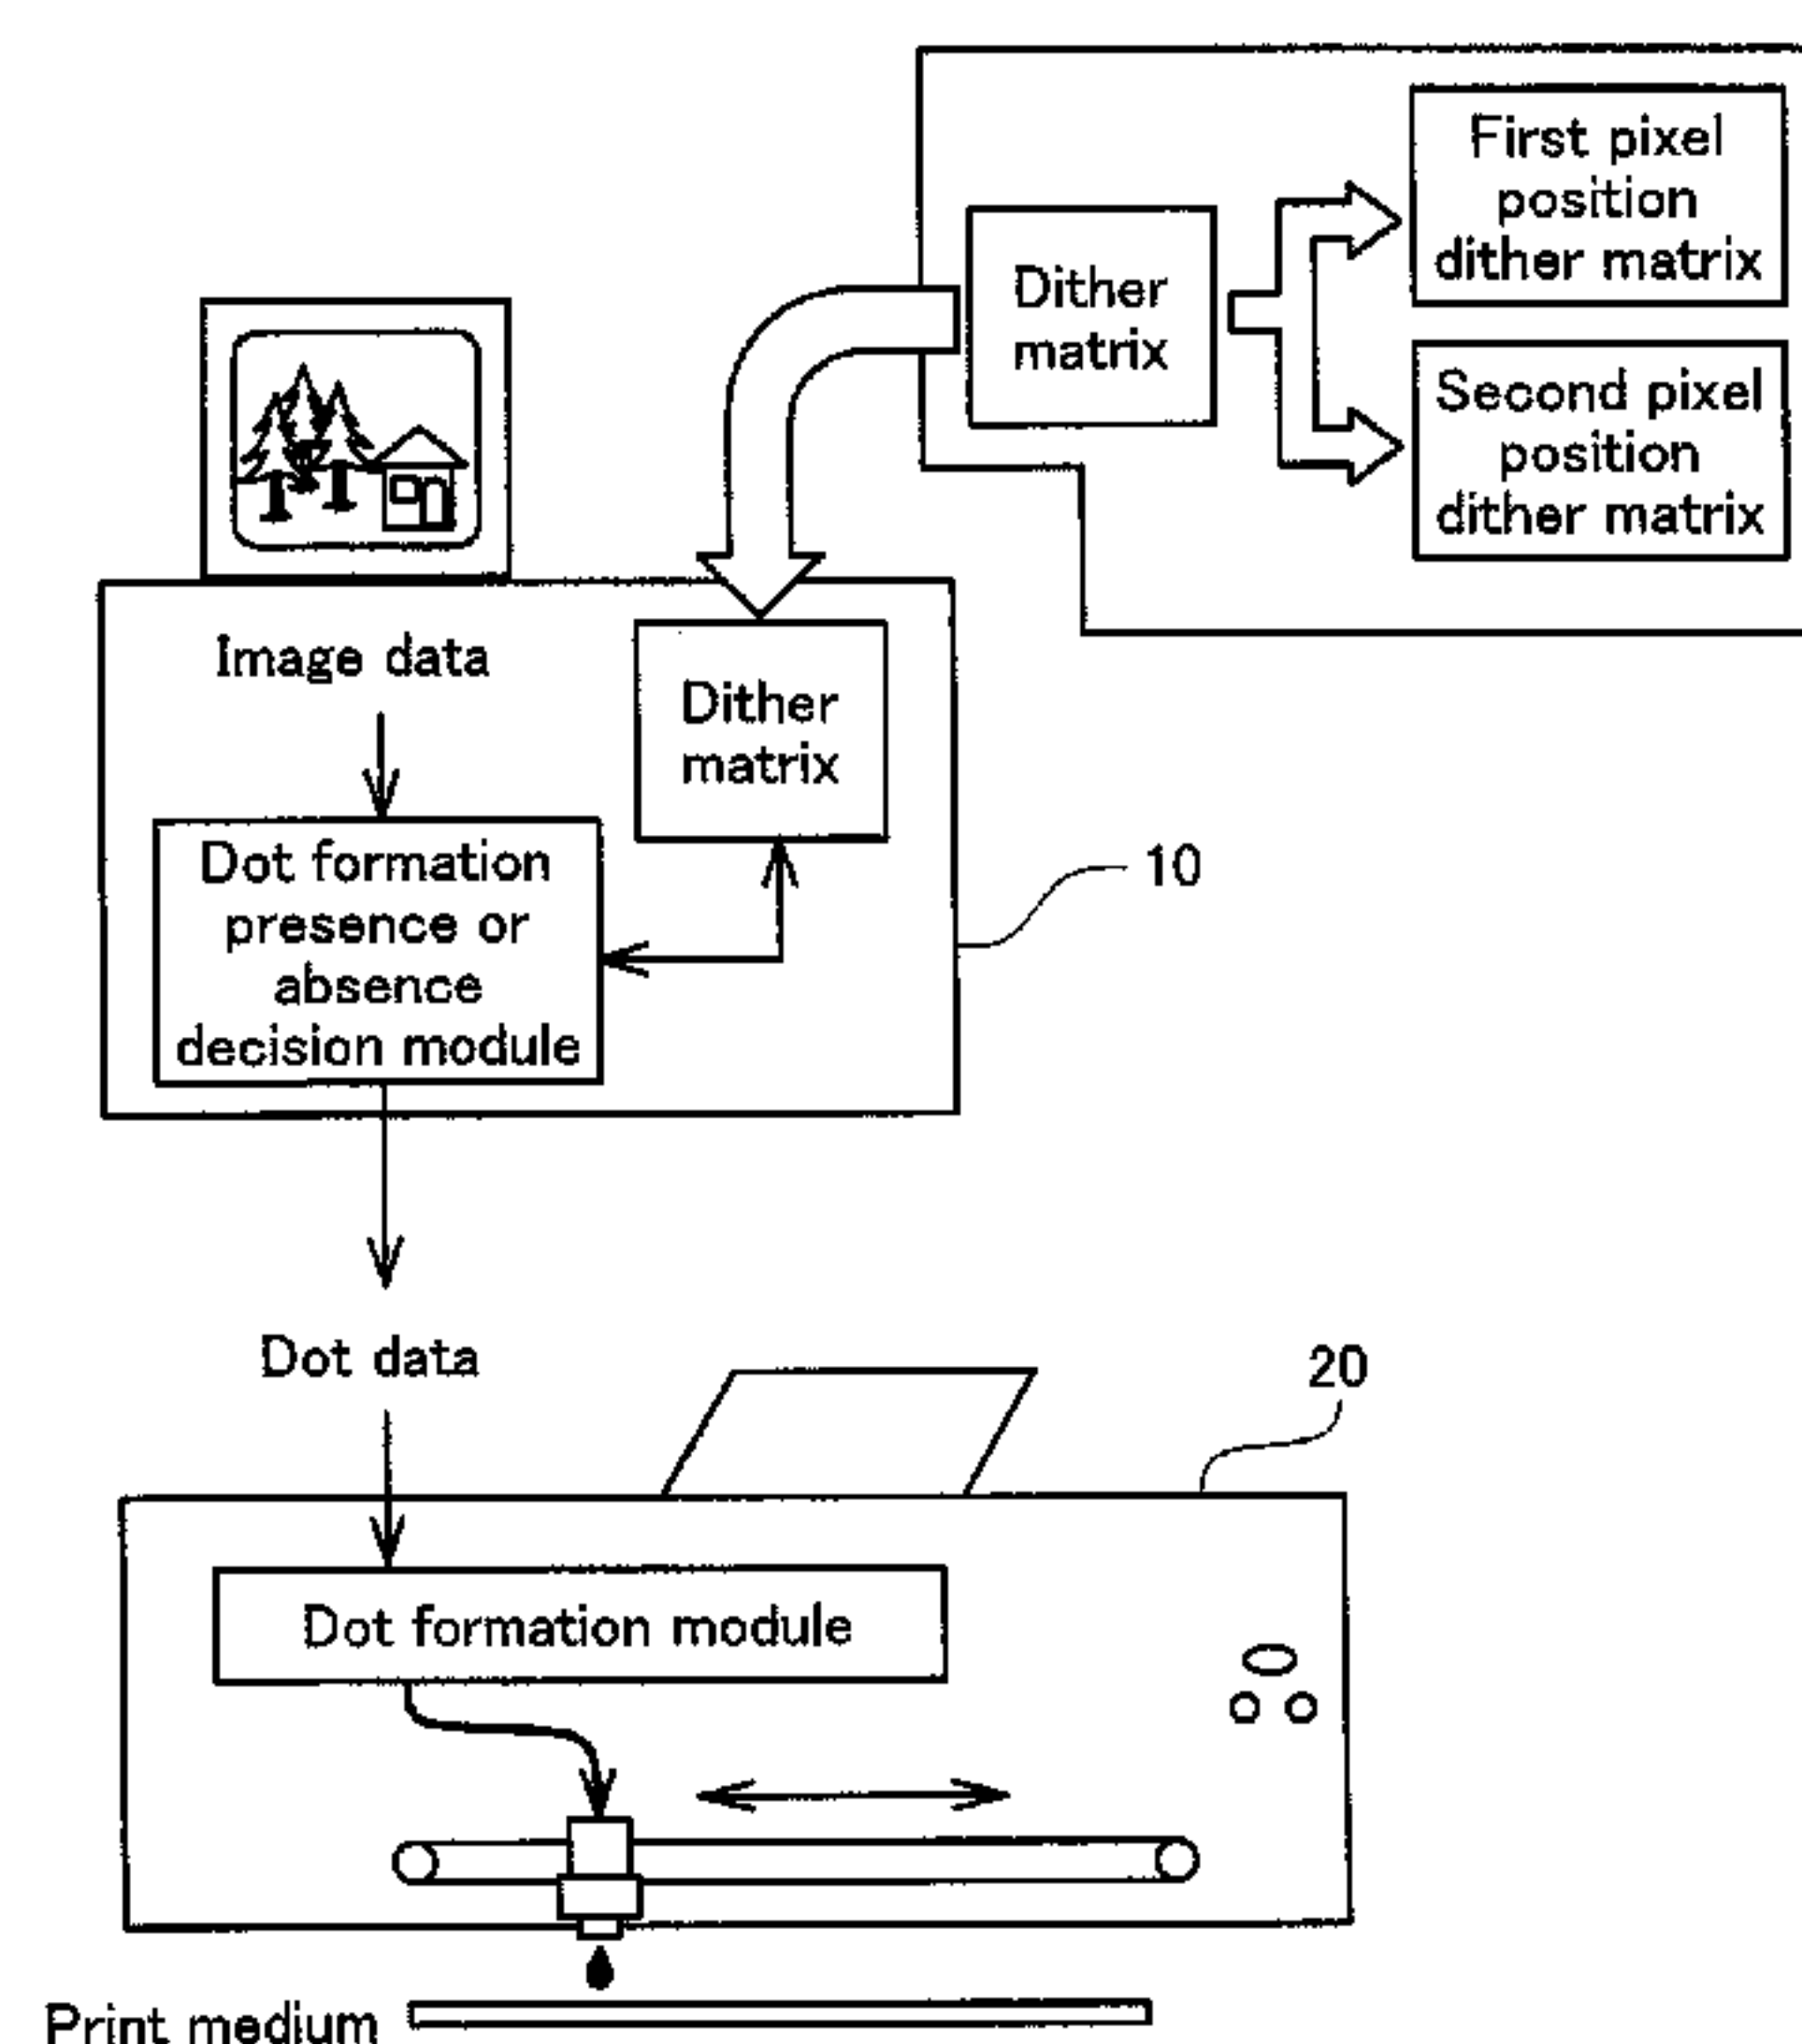 First pixel
position
dither matrix
Dither
matrix
Second pixel
position
dither matrix
Image data
Dither
matrix
Dot formation
presence or
absence
decision module
10
Dot data
20
Dot formation module
Print medium